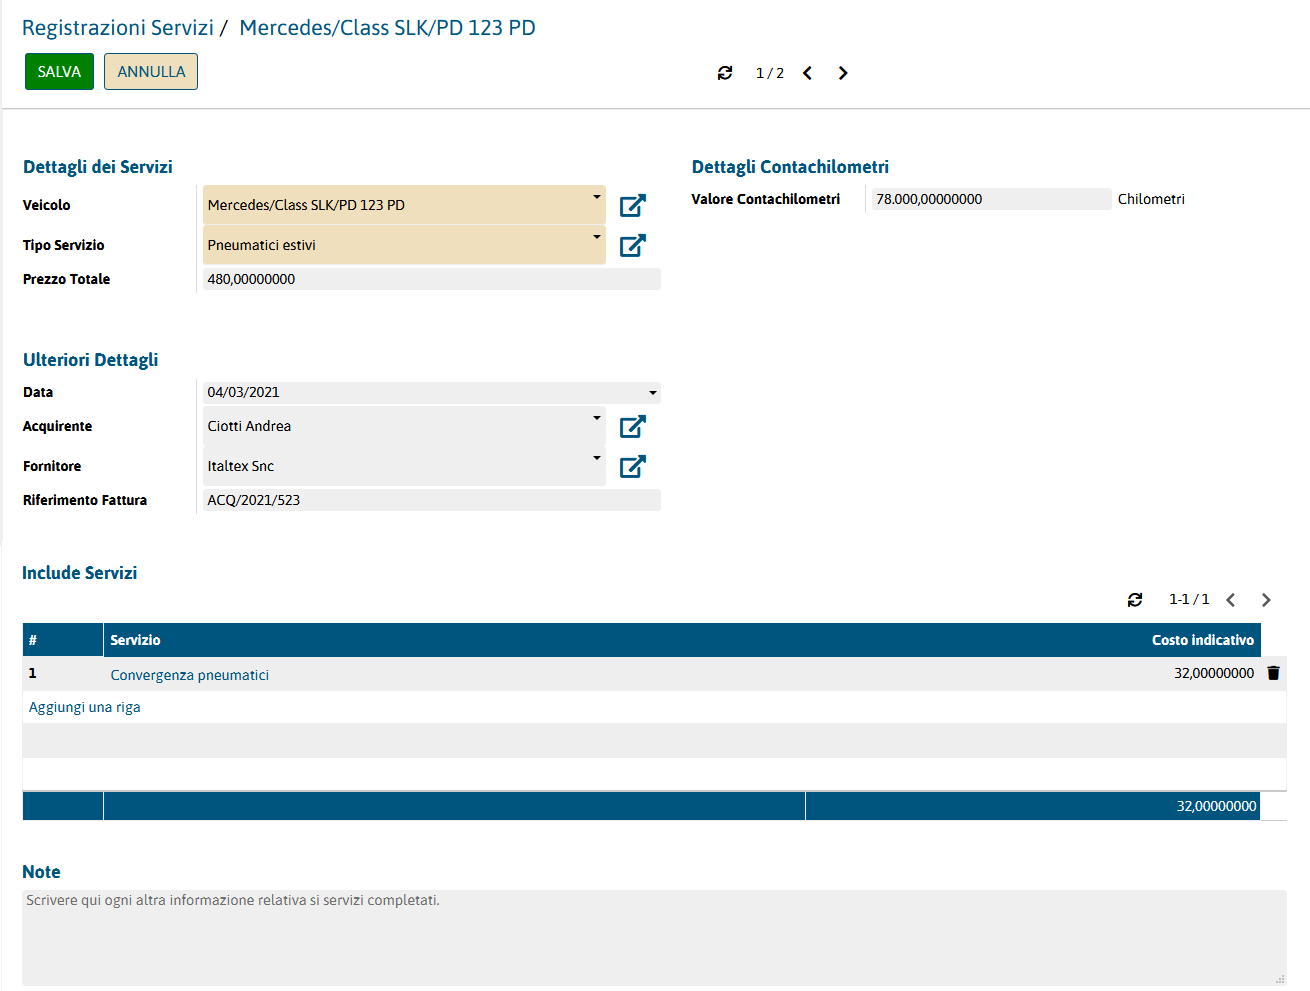 Registrazioni Servizi / Mercedes/Class SLK/PD 123 PD
SALVA ANNULLA 1 / 2
Dettagli dei Servizi
Veicolo Mercedes/Class SLK/PD 123 PD
Tipo Servizio Pneumatici estivi
Prezzo Totale 480,00000000
Dettagli Contachilometri
Valore Contachilometri 78.000,00000000 Chilometri
Ulteriori Dettagli
Data 04/03/2021
Acquirente Ciotti Andrea
Fornitore Italtex Snc
Riferimento Fattura ACQ/2021/523
Include Servizi
1-1 / 1
# Servizio Costo indicativo
1 Convergenza pneumatici 32,00000000
Aggiungi una riga
32,00000000
Note
Scrivere qui ogni altra informazione relativa si servizi completati.